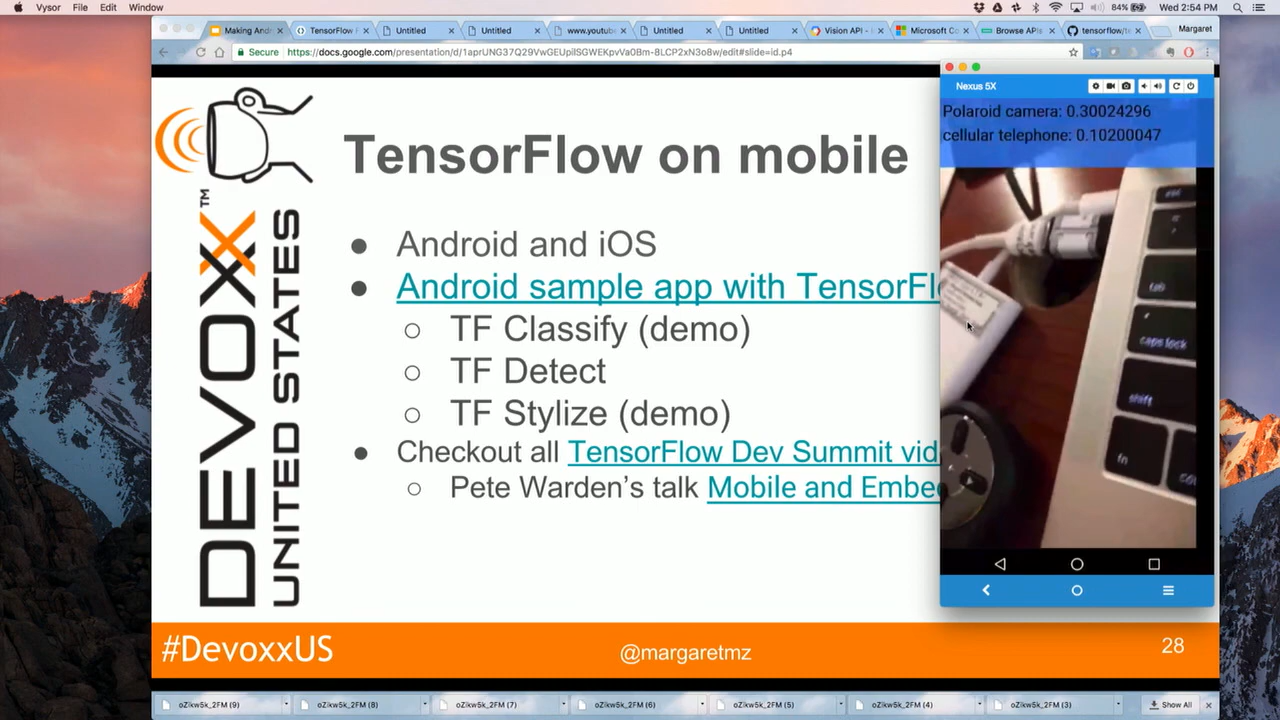 Vysor File Edit Window
84% Wed 2:54 PM
Making And
TensorFlow
Untitled
Untitled
www.youtub
Untitled
Untitled
Vision API -
Microsoft Co
Browse APIs
tensorflow/te
Margaret
Secure
https://docs.google.com/presentation/d/1aprUNG37Q29VwGEUpilSGWEKpvVa0Bm-8LCP2xN3o8w/edit#slide=id.p4
DEVOXX™
UNITED STATES
TensorFlow on mobile
● Android and iOS
● Android sample app with TensorFl
○ TF Classify (demo)
○ TF Detect
○ TF Stylize (demo)
● Checkout all TensorFlow Dev Summit vid
○ Pete Warden's talk Mobile and Embe
Nexus 5X
Polaroid camera: 0.30024296
cellular telephone: 0.10200047
esc
tab
caps lock
shift
fn
#DevoxxUS
@margaretmz
28
oZikw5k_2FM (9)
oZikw5k_2FM (8)
oZikw5k_2FM (7)
oZikw5k_2FM (6)
oZikw5k_2FM (5)
oZikw5k_2FM (4)
oZikw5k_2FM (3)
Show All